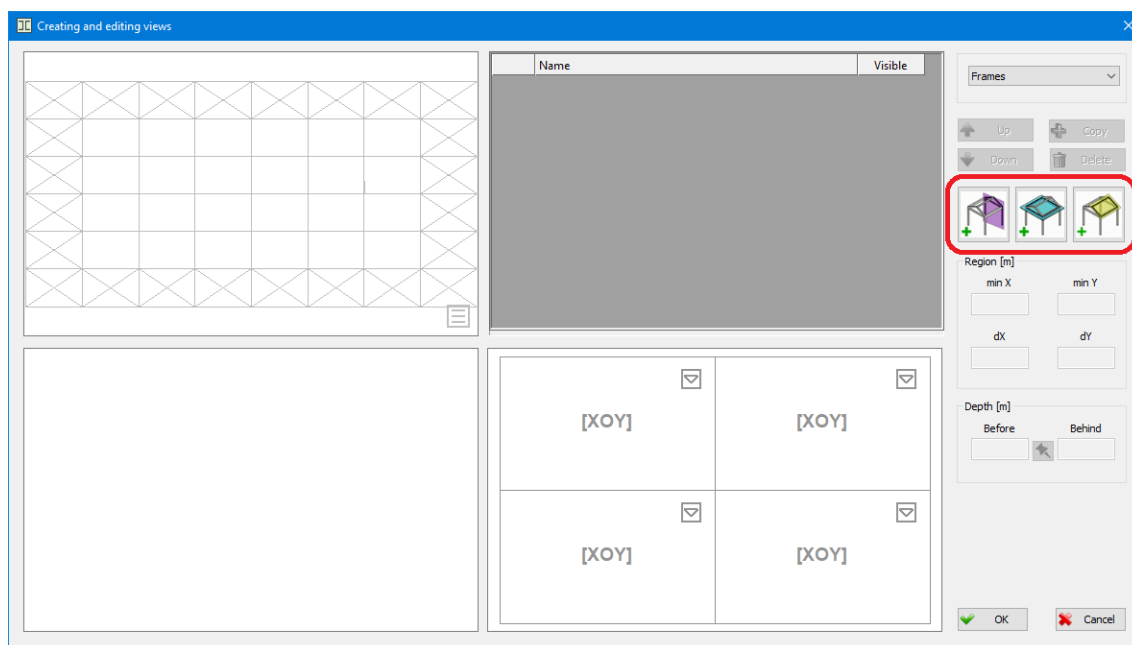 Creating and editing views
Name Visible
Frames
Up Copy
Down Delete
Region [m]
min X min Y
dX dY
Depth [m]
Before Behind
[XOY] [XOY]
[XOY] [XOY]
OK Cancel